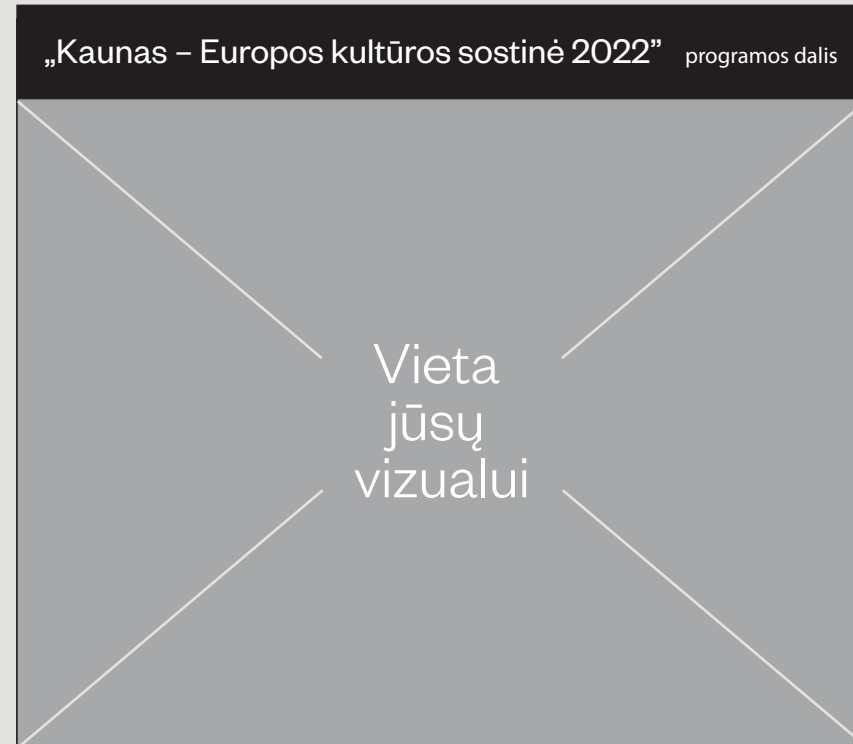 „Kaunas – Europos kultūros sostinė 2022” programos dalis
Vieta
jūsų
vizualui